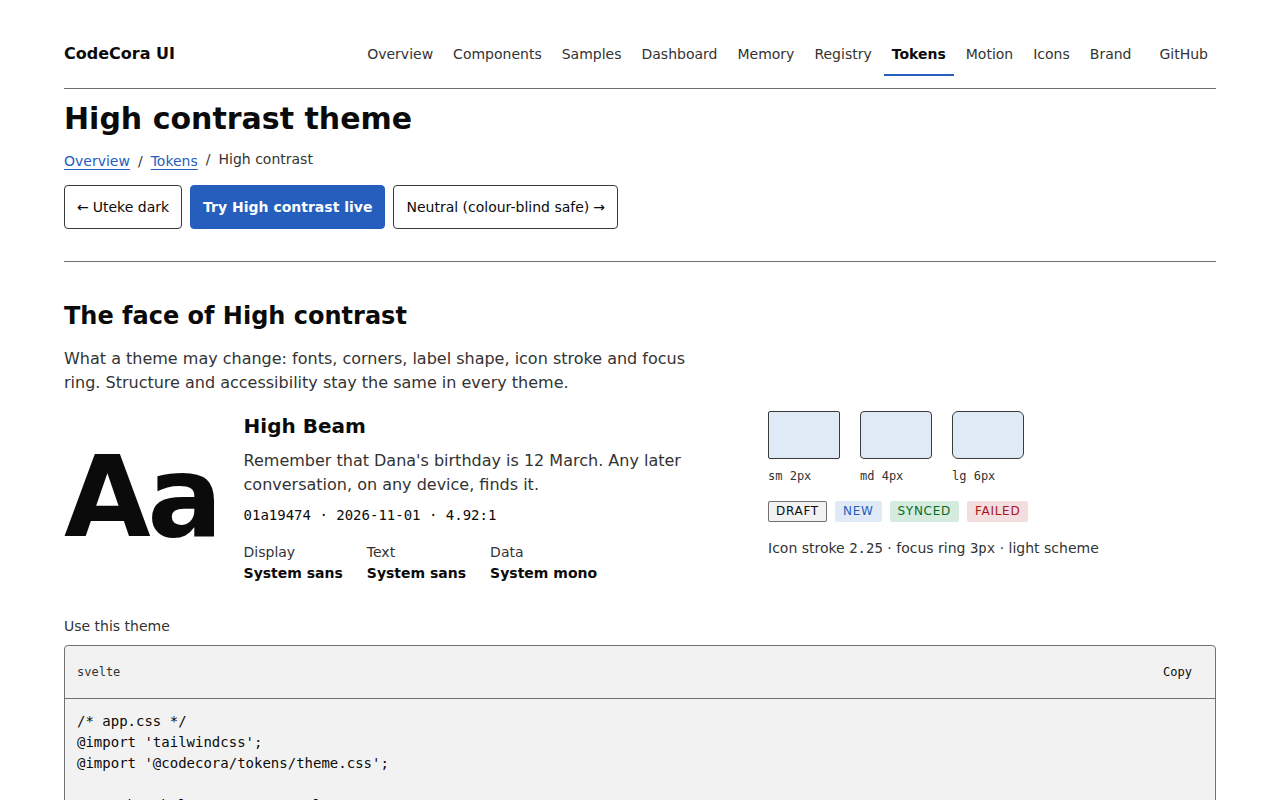 CodeCora UI
Overview Components Samples Dashboard Memory Registry Tokens Motion Icons Brand GitHub
High contrast theme
Overview / Tokens / High contrast
← Uteke dark
Try High contrast live
Neutral (colour-blind safe) →
The face of High contrast
What a theme may change: fonts, corners, label shape, icon stroke and focus
ring. Structure and accessibility stay the same in every theme.
Aa
High Beam
Remember that Dana's birthday is 12 March. Any later
conversation, on any device, finds it.
01a19474 · 2026-11-01 · 4.92:1
Display Text Data
System sans System sans System mono
sm 2px md 4px lg 6px
DRAFT NEW SYNCED FAILED
Icon stroke 2.25 · focus ring 3px · light scheme
Use this theme
svelte Copy
/* app.css */
@import 'tailwindcss';
@import '@codecora/tokens/theme.css';